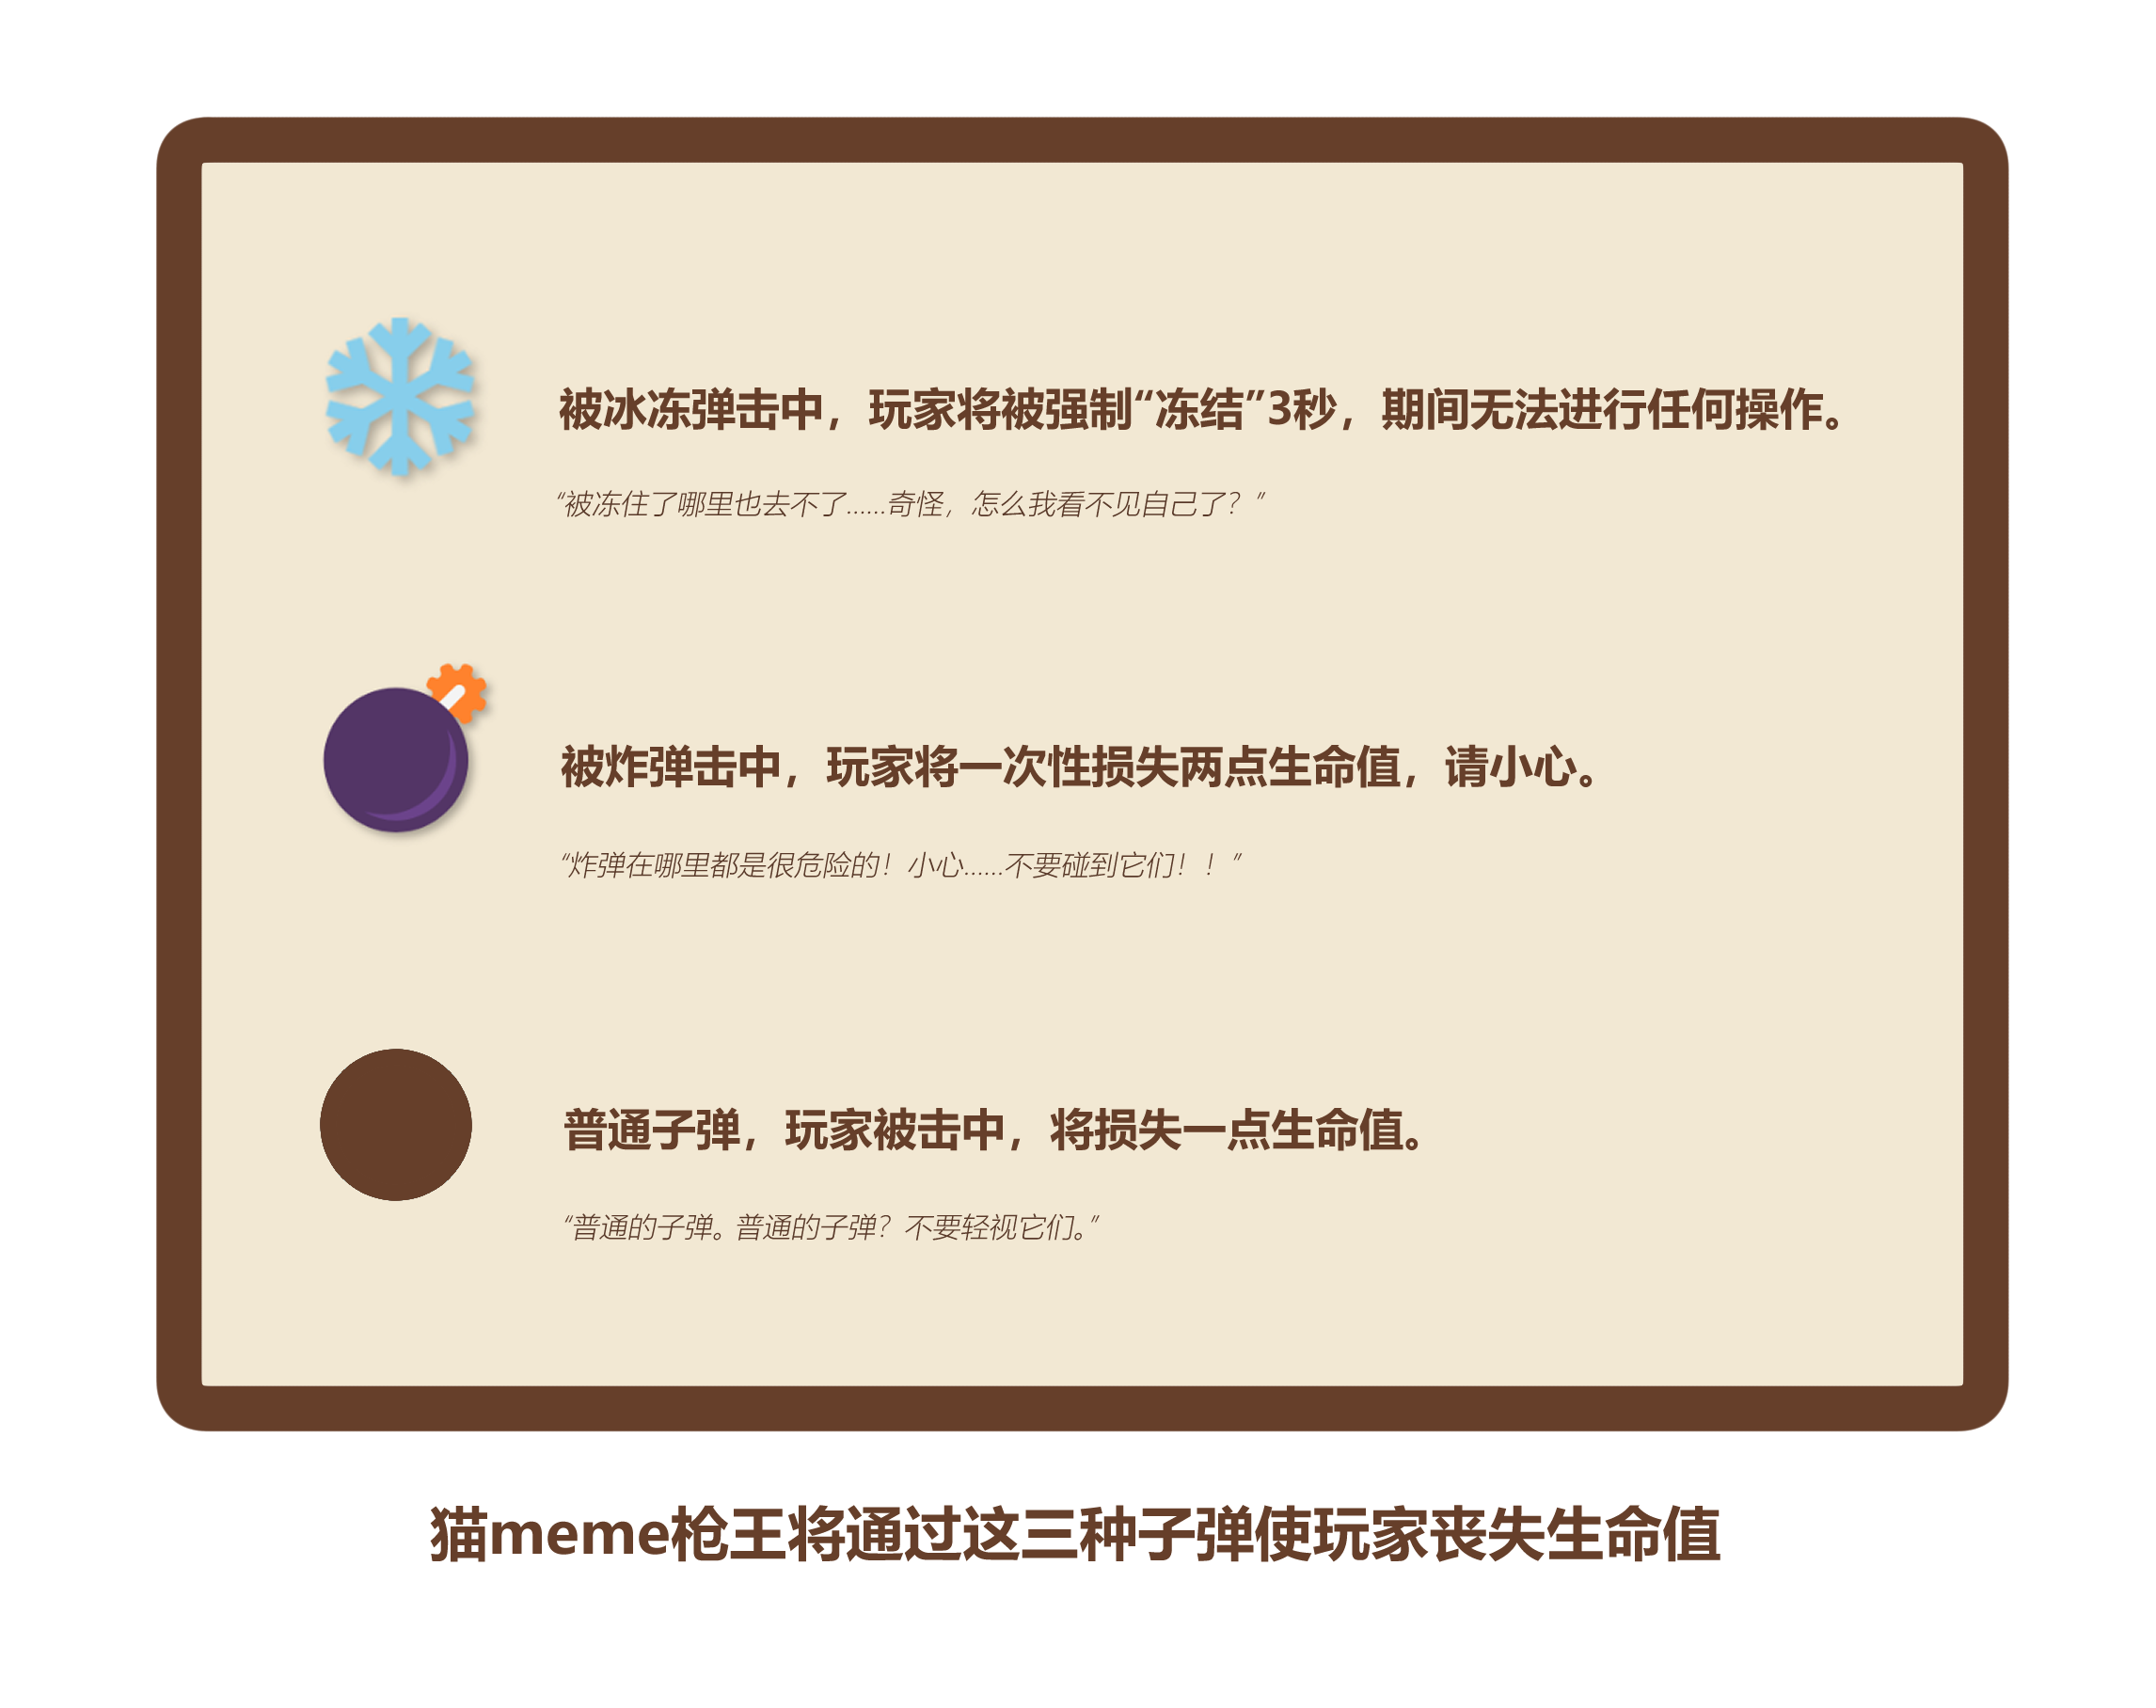 被冰冻弹击中，玩家将被强制“冻结”3秒，期间无法进行任何操作。
“被冻住了哪里也去不了......奇怪，怎么我看不见自己了？”
被炸弹击中，玩家将一次性损失两点生命值，请小心。
“炸弹在哪里都是很危险的！小心......不要碰到它们！！”
普通子弹，玩家被击中，将损失一点生命值。
“普通的子弹。普通的子弹？不要轻视它们。”
猫meme枪王将通过这三种子弹使玩家丧失生命值